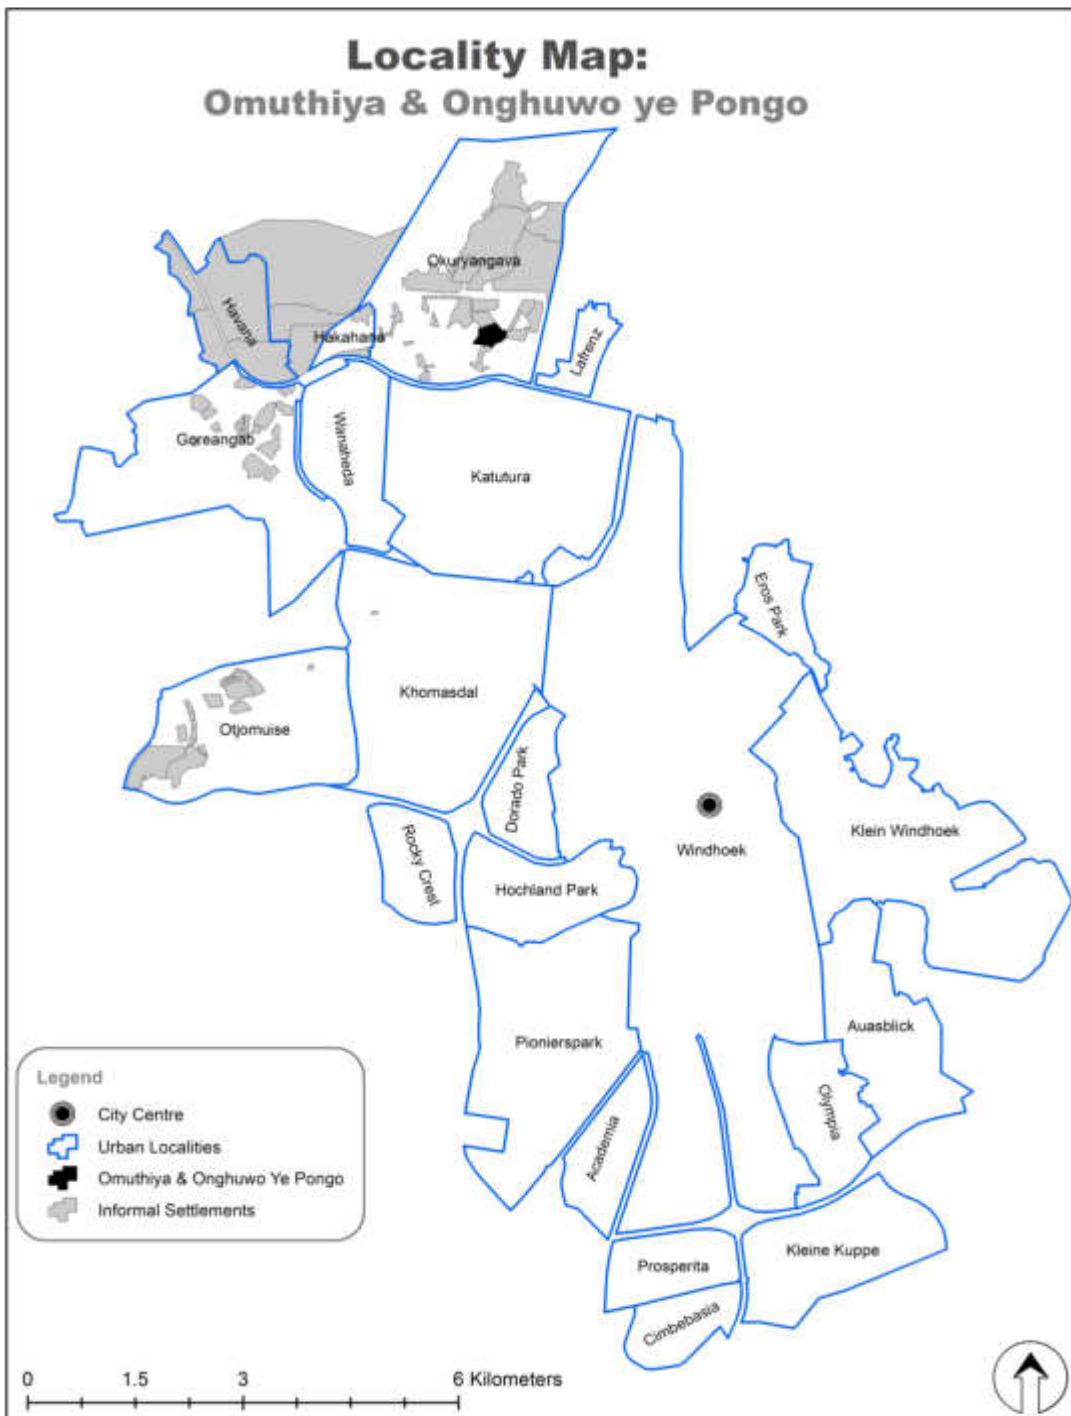 Locality Map:
Omuthiya & Onghuwo ye Pongo
Okuryangava
Havana
Hakahana
Lafrenz
Goreangab
Wanaheda
Katutura
Eros Park
Khomasdal
Otjomuise
Dorado Park
Rocky Crest
Windhoek
Klein Windhoek
Hochland Park
Pionierspark
Auasblick
Olympia
Academia
Kleine Kuppe
Prosperita
Cimbebasia
Legend
City Centre
Urban Localities
Omuthiya & Onghuwo Ye Pongo
Informal Settlements
0 1.5 3 6 Kilometers